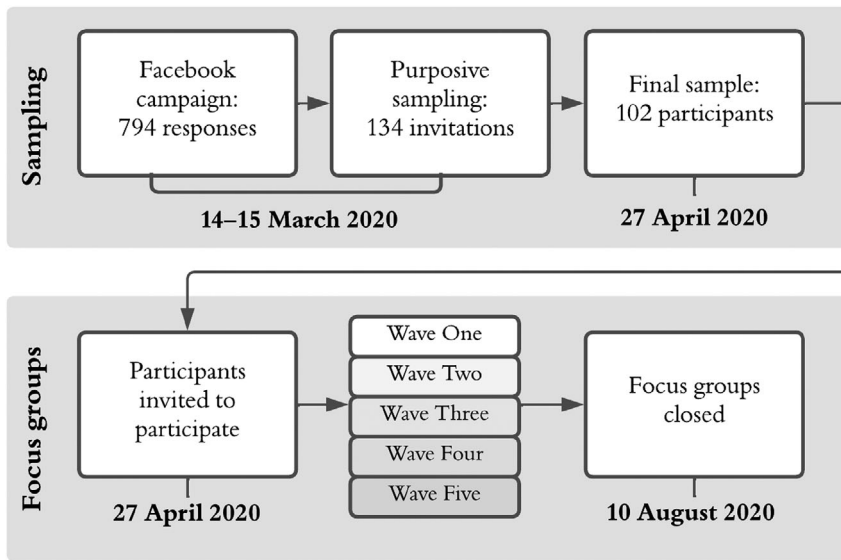 Sampling
Facebook
campaign:
794 responses
Purposive
sampling:
134 invitations
Final sample:
102 participants
14–15 March 2020
27 April 2020
Focus groups
Participants
invited to
participate
Wave One
Wave Two
Wave Three
Wave Four
Wave Five
Focus groups
closed
27 April 2020
10 August 2020